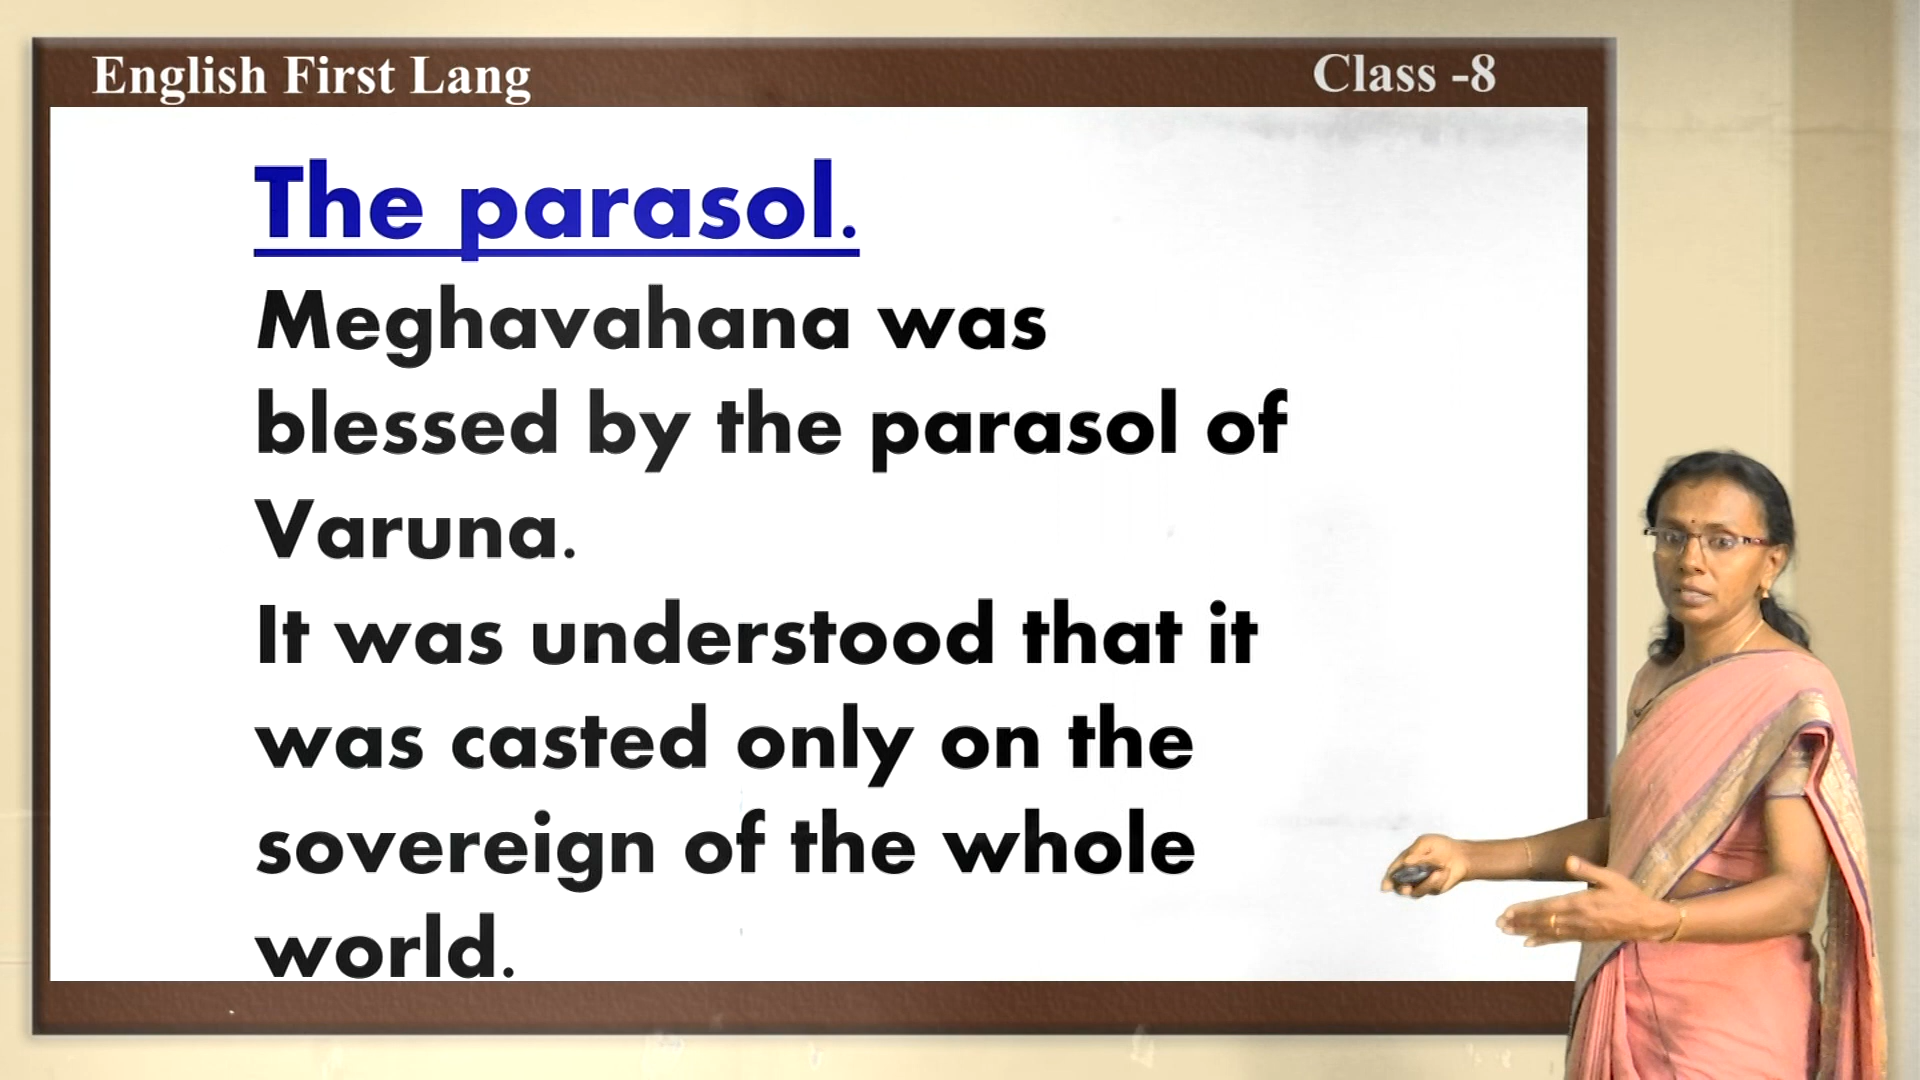 English First Lang
Class -8
The parasol.
Meghavahana was
blessed by the parasol of
Varuna.
It was understood that it
was casted only on the
sovereign of the whole
world.